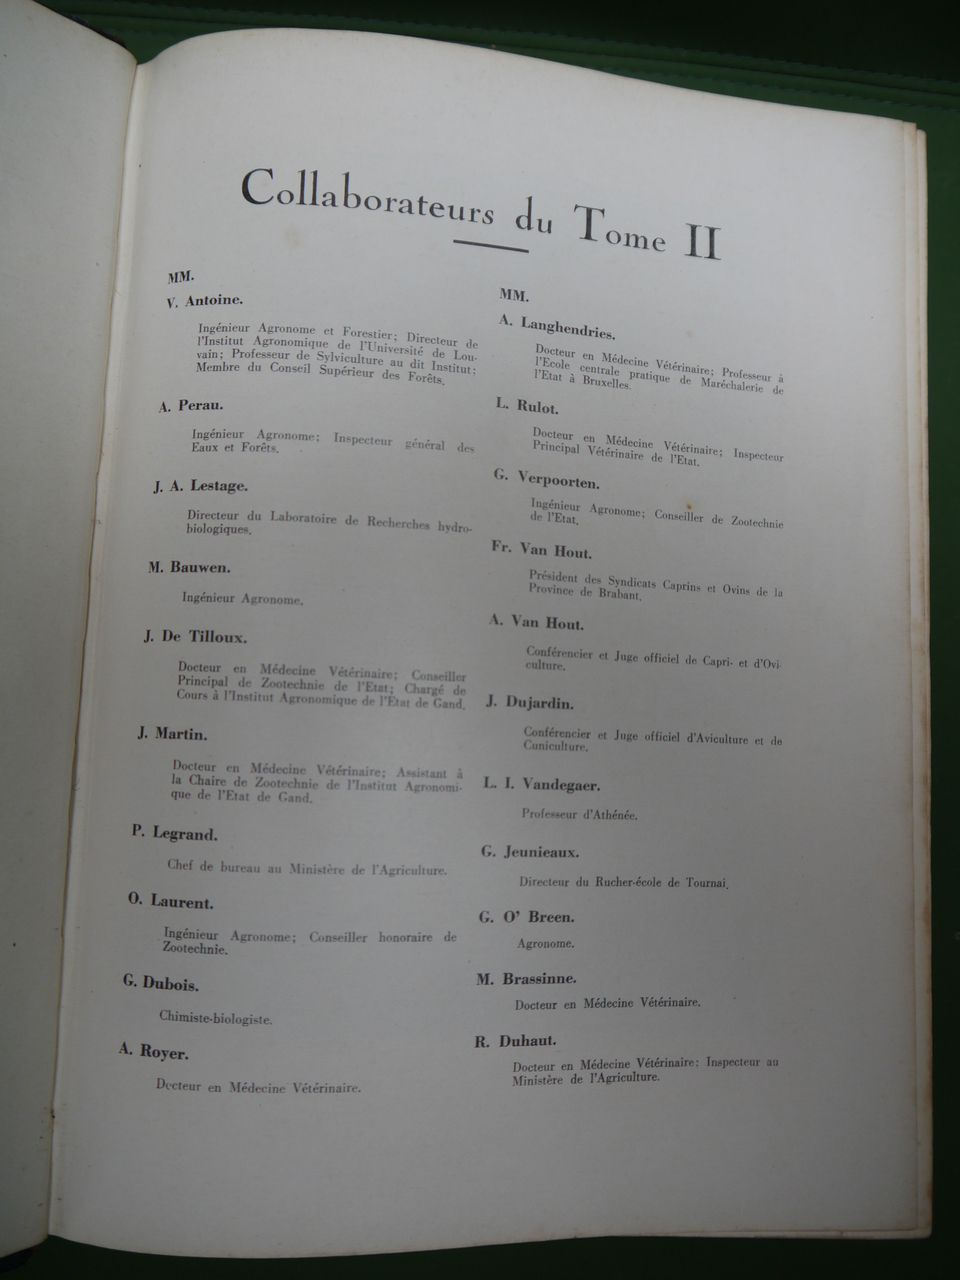 Collaborateurs du Tome II
MM.
V. Antoine.
Ingénieur Agronome et Forestier; Directeur de
l'Institut Agronomique de l'Université de Lou-
vain; Professeur de Sylviculture au dit Institut;
Membre du Conseil Supérieur des Forêts.
A. Perau.
Ingénieur Agronome; Inspecteur général des
Eaux et Forêts.
J. A. Lestage.
Directeur du Laboratoire de Recherches hydro-
biologiques.
M. Bauwen.
Ingénieur Agronome.
J. De Tilloux.
Docteur en Médecine Vétérinaire; Conseiller
Principal de Zootechnie de l'Etat; Chargé de
Cours à l'Institut Agronomique de l'Etat de Gand.
J. Martin.
Docteur en Médecine Vétérinaire; Assistant à
la Chaire de Zootechnie de l'Institut Agronomi-
que de l'Etat de Gand.
P. Legrand.
Chef de bureau au Ministère de l'Agriculture.
O. Laurent.
Ingénieur Agronome; Conseiller honoraire de
Zootechnie.
G. Dubois.
Chimiste-biologiste.
A. Royer.
Docteur en Médecine Vétérinaire.
MM.
A. Langhendries.
Docteur en Médecine Vétérinaire; Professeur à
l'Ecole centrale pratique de Maréchalerie de
l'Etat à Bruxelles.
L. Rulot.
Docteur en Médecine Vétérinaire; Inspecteur
Principal Vétérinaire de l'Etat.
G. Verpoorten.
Ingénieur Agronome; Conseiller de Zootechnie
de l'Etat.
Fr. Van Hout.
Président des Syndicats Caprins et Ovins de la
Province de Brabant.
A. Van Hout.
Conférencier et Juge officiel de Capri- et d'Ovi-
culture.
J. Dujardin.
Conférencier et Juge officiel d'Aviculture et de
Cuniculture.
L. I. Vandegaer.
Professeur d'Athénée.
G. Jeunieaux.
Directeur du Rucher-école de Tournai.
G. O' Breen.
Agronome.
M. Brassinne.
Docteur en Médecine Vétérinaire.
R. Duhaut.
Docteur en Médecine Vétérinaire; Inspecteur au
Ministère de l'Agriculture.